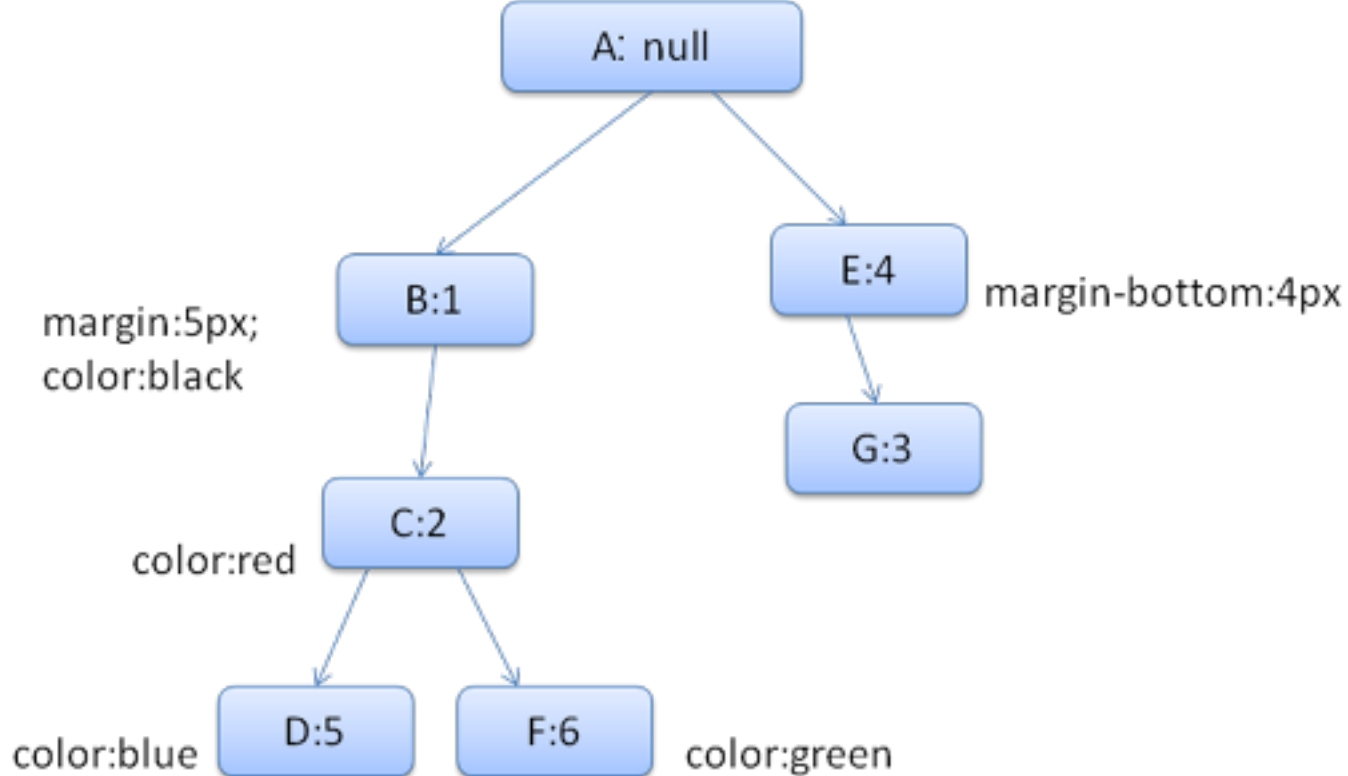 A: null
B:1
E:4
margin-bottom:4px
margin:5px;
color:black
G:3
C:2
color:red
D:5
F:6
color:blue
color:green